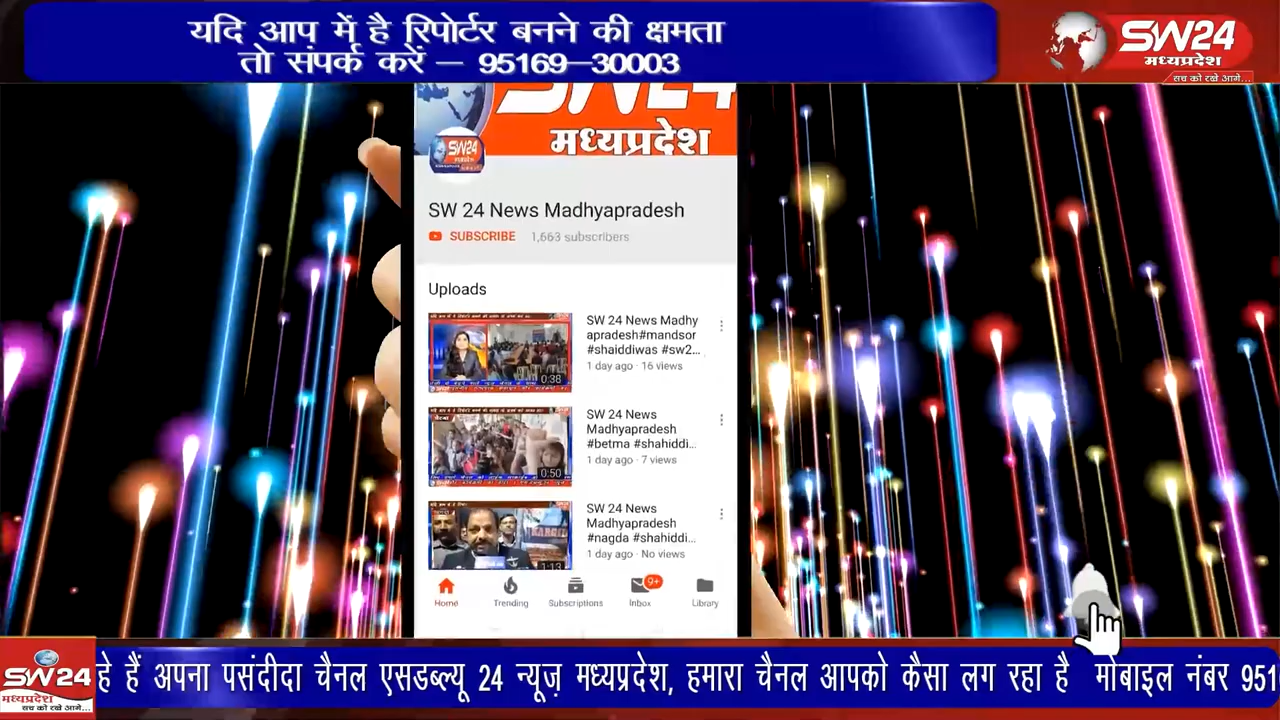 यदि आप में है रिपोर्टर बनने की क्षमता
तो संपर्क करें – 95169–30003
SW24
मध्यप्रदेश
सच को रखे आगे...
SW24
मध्यप्रदेश
SW24
SW 24 News Madhyapradesh
SUBSCRIBE 1,663 subscribers
Uploads
SW 24 News Madhy
apradesh#mandsor
#shaiddiwas #sw2...
1 day ago · 16 views
0:38
SW 24 News
Madhyapradesh
#betma #shahiddi...
1 day ago · 7 views
0:50
SW 24 News
Madhyapradesh
#nagda #shahiddi...
1 day ago · No views
1:13
9+
Home Trending Subscriptions Inbox Library
SW24
मध्यप्रदेश
सच को रखे आगे...
हे हैं अपना पसंदीदा चैनल एसडब्ल्यू 24 न्यूज़ मध्यप्रदेश, हमारा चैनल आपको कैसा लग रहा है मोबाइल नंबर 951